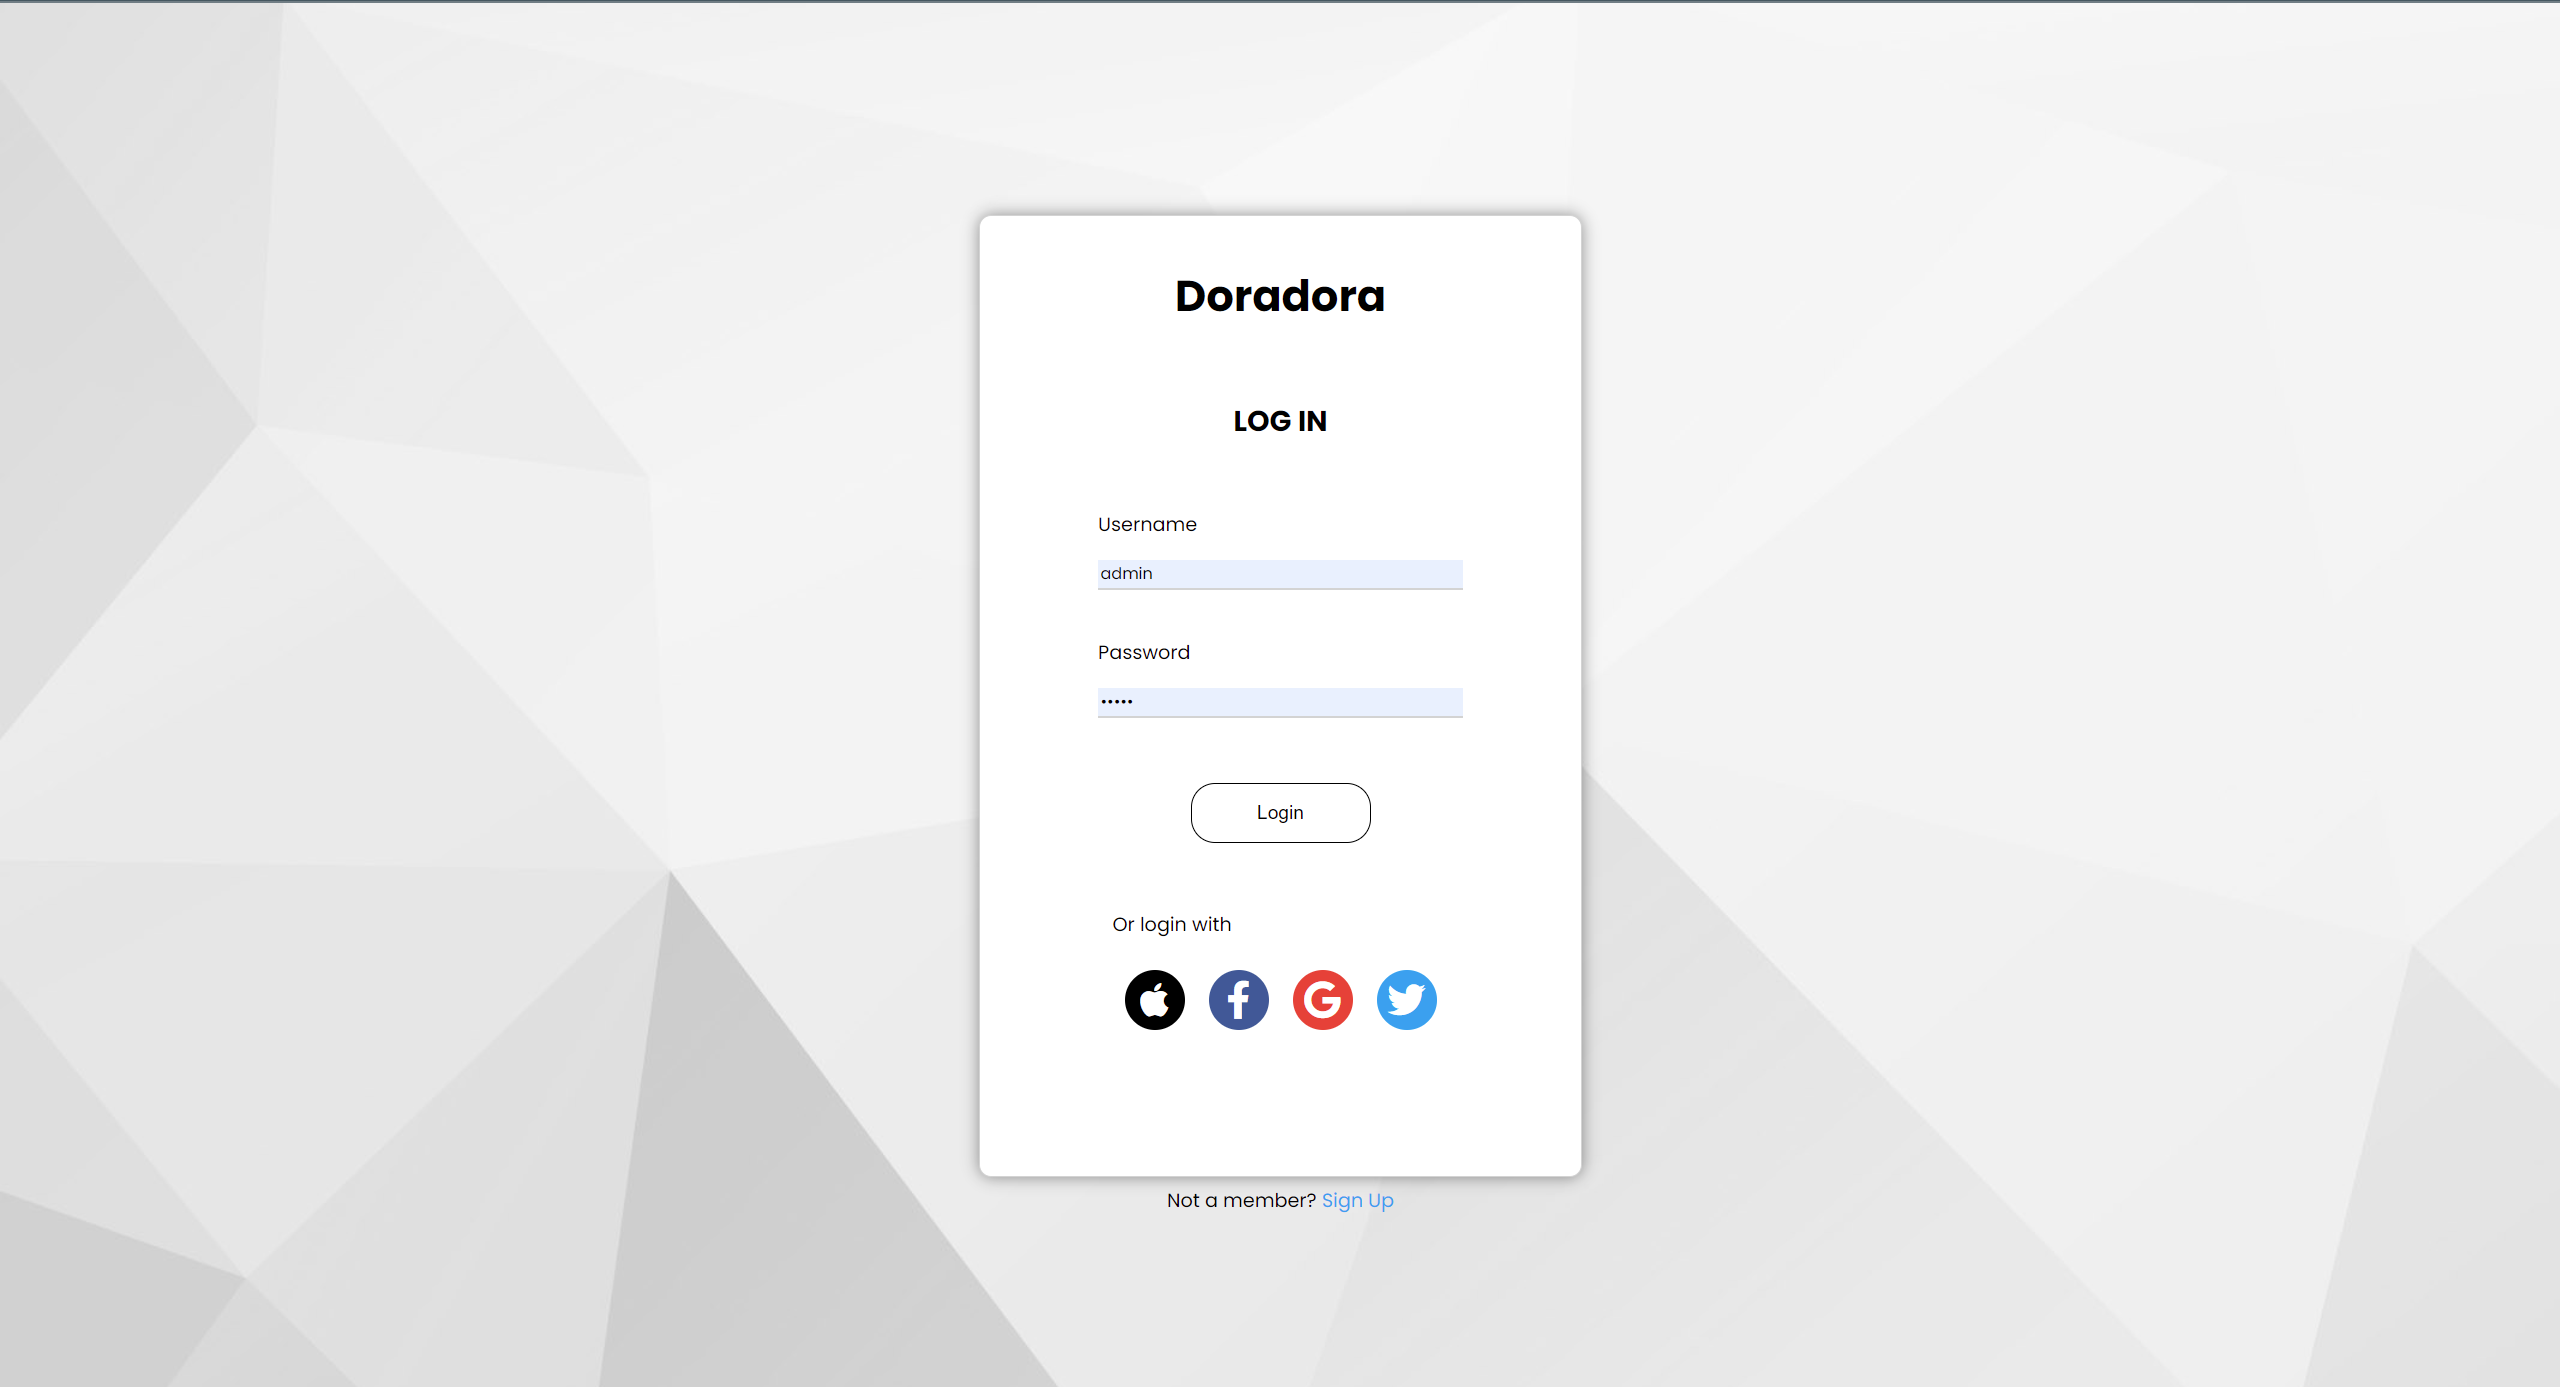 Doradora
LOG IN
Username
admin
Password
•••••
Login
Or login with
Not a member? Sign Up